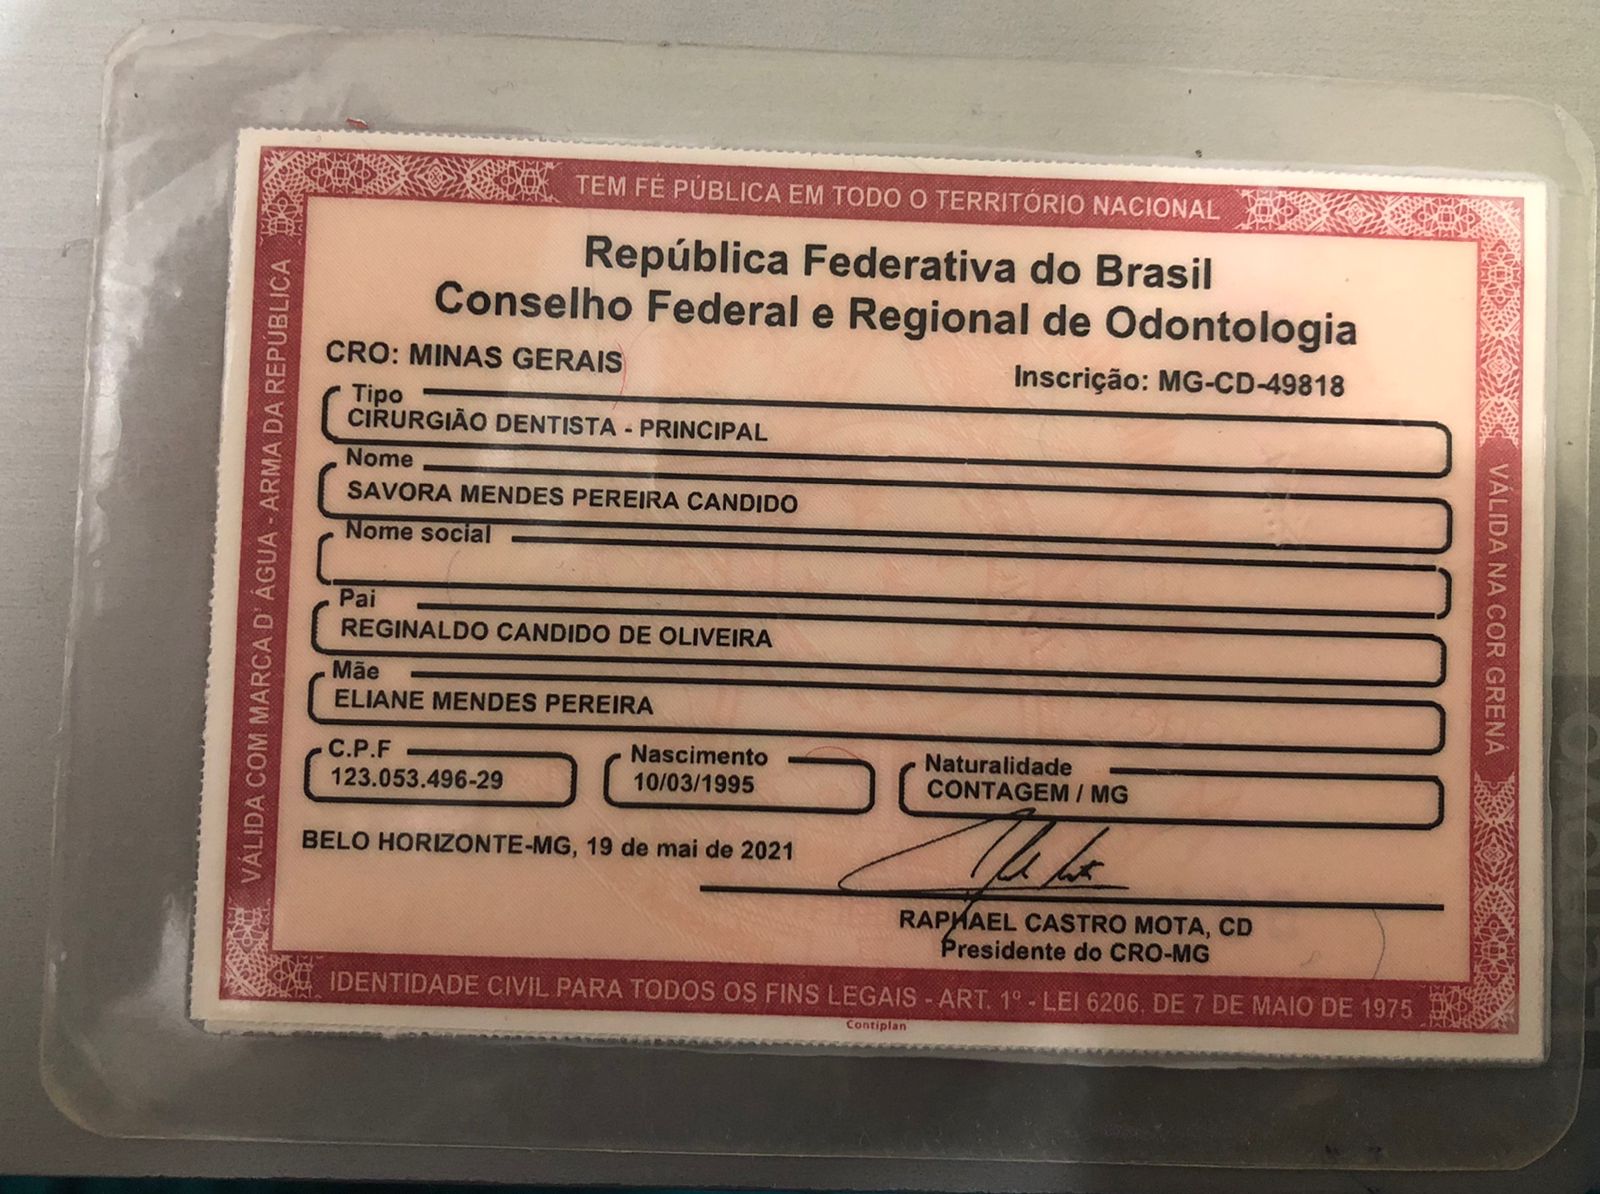 TEM FÉ PÚBLICA EM TODO O TERRITÓRIO NACIONAL
República Federativa do Brasil
Conselho Federal e Regional de Odontologia
CRO: MINAS GERAIS
Inscrição: MG-CD-49818
Tipo
CIRURGIÃO DENTISTA - PRINCIPAL
Nome
SAVORA MENDES PEREIRA CANDIDO
Nome social
Pai
REGINALDO CANDIDO DE OLIVEIRA
Mãe
ELIANE MENDES PEREIRA
C.P.F
123.053.496-29
Nascimento
10/03/1995
Naturalidade
CONTAGEM / MG
BELO HORIZONTE-MG, 19 de mai de 2021
RAPHAEL CASTRO MOTA, CD
Presidente do CRO-MG
IDENTIDADE CIVIL PARA TODOS OS FINS LEGAIS - ART. 1º - LEI 6206, DE 7 DE MAIO DE 1975
Contiplan
VÁLIDA COM MARCA D' ÁGUA - ARMA DA REPÚBLICA
VÁLIDA NA COR GRENA